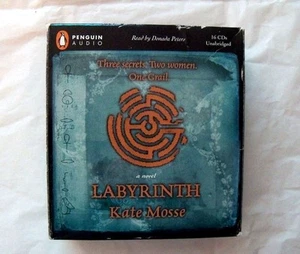 PENGUIN
AUDIO
Read by Donada Peters
16 CDs
Unabridged
Three secrets. Two women.
One Grail.
a novel
LABYRINTH
Kate Mosse